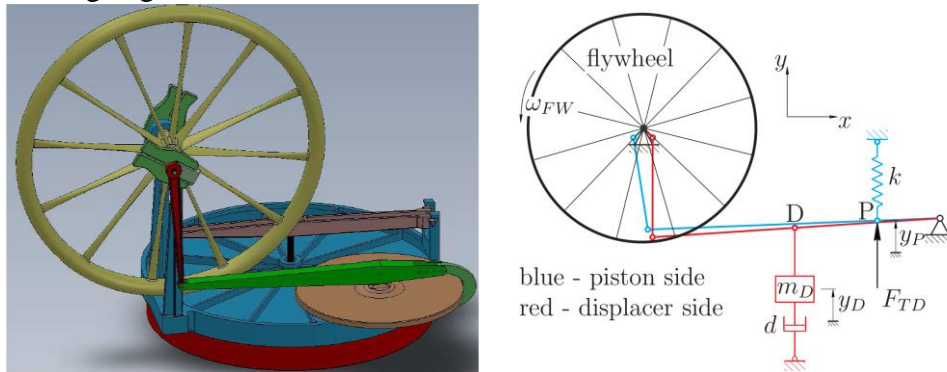 flywheel
ω_FW
y
x
k
P
D
y_P
m_D
y_D
F_TD
d
blue - piston side
red - displacer side